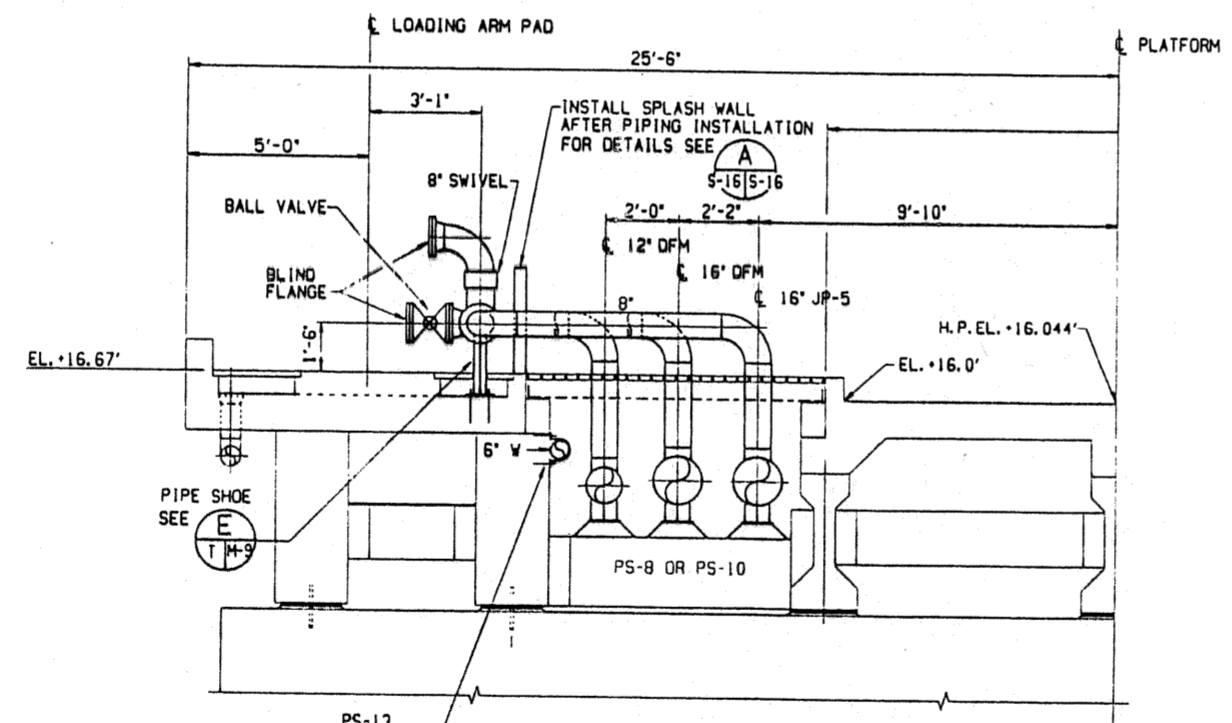 ℄ LOADING ARM PAD
℄ PLATFORM
25'-6"
3'-1"
INSTALL SPLASH WALL
AFTER PIPING INSTALLATION
FOR DETAILS SEE
A
S-16 S-16
5'-0"
8" SWIVEL
BALL VALVE
2'-0"
2'-2"
9'-10"
℄ 12" DFM
℄ 16" DFM
℄ 16" JP-5
BLIND
FLANGE
8"
H.P.EL. +16.044'
1'-6"
EL. +16.67'
EL. +16.0'
6" W
PIPE SHOE
SEE
E
T M-9
PS-8 OR PS-10
PS-13